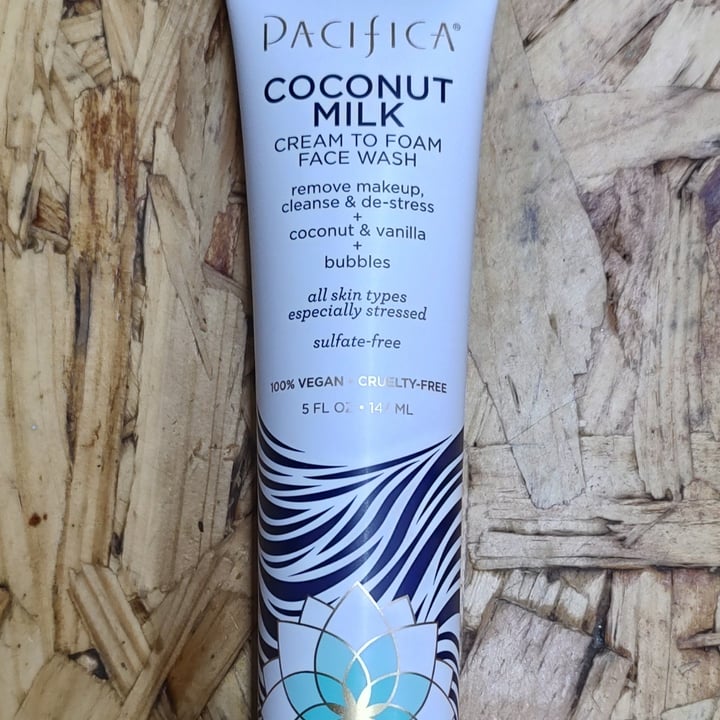 PACIFICA®
COCONUT
MILK
CREAM TO FOAM
FACE WASH
remove makeup,
cleanse & de-stress
+
coconut & vanilla
+
bubbles
all skin types
especially stressed
sulfate-free
100% VEGAN • CRUELTY-FREE
5 FL OZ • ML